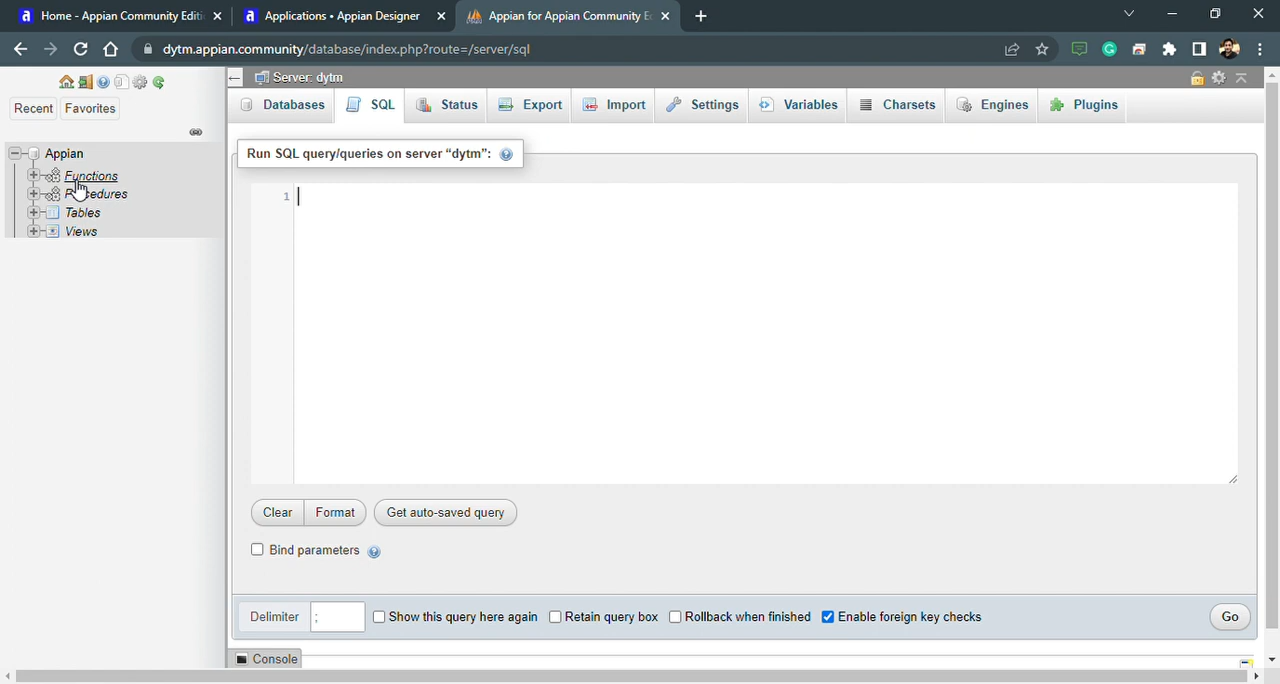 Home - Appian Community Editi
Applications • Appian Designer
Appian for Appian Community E
dytm.appian.community/database/index.php?route=/server/sql
Recent
Favorites
Appian
Functions
Tables
Views
Server: dytm
Databases
SQL
Status
Export
Import
Settings
Variables
Charsets
Engines
Plugins
Run SQL query/queries on server “dytm”:
1
Clear
Format
Get auto-saved query
Bind parameters
Delimiter
;
Show this query here again
Retain query box
Rollback when finished
Enable foreign key checks
Go
Console